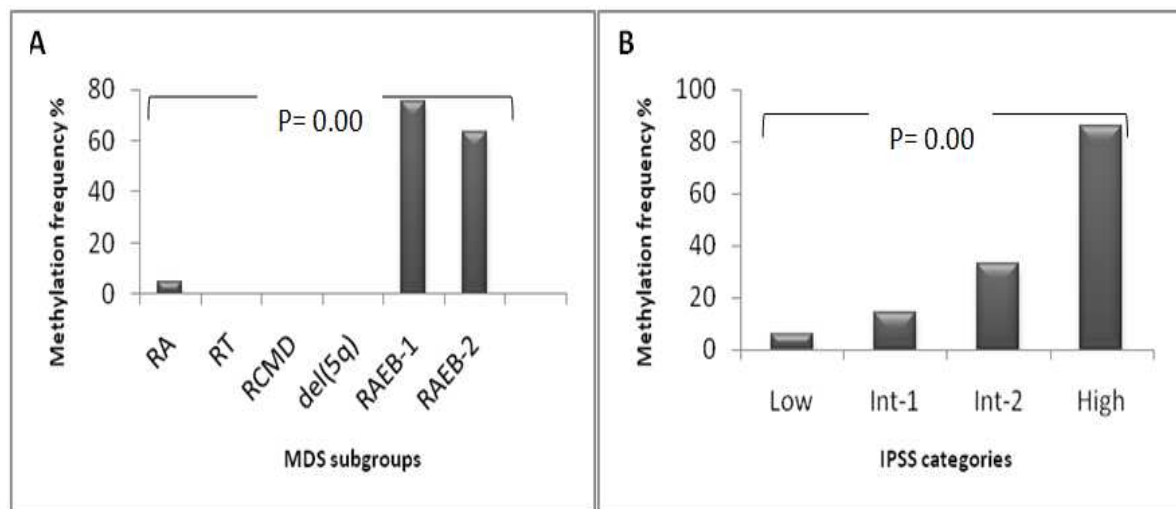 A
Methylation frequency %
80
60
40
20
0
P= 0.00
RA
RT
RCMD
del(5q)
RAEB-1
RAEB-2
MDS subgroups
B
Methylation frequency %
100
80
60
40
20
0
P= 0.00
Low Int-1 Int-2 High
IPSS categories